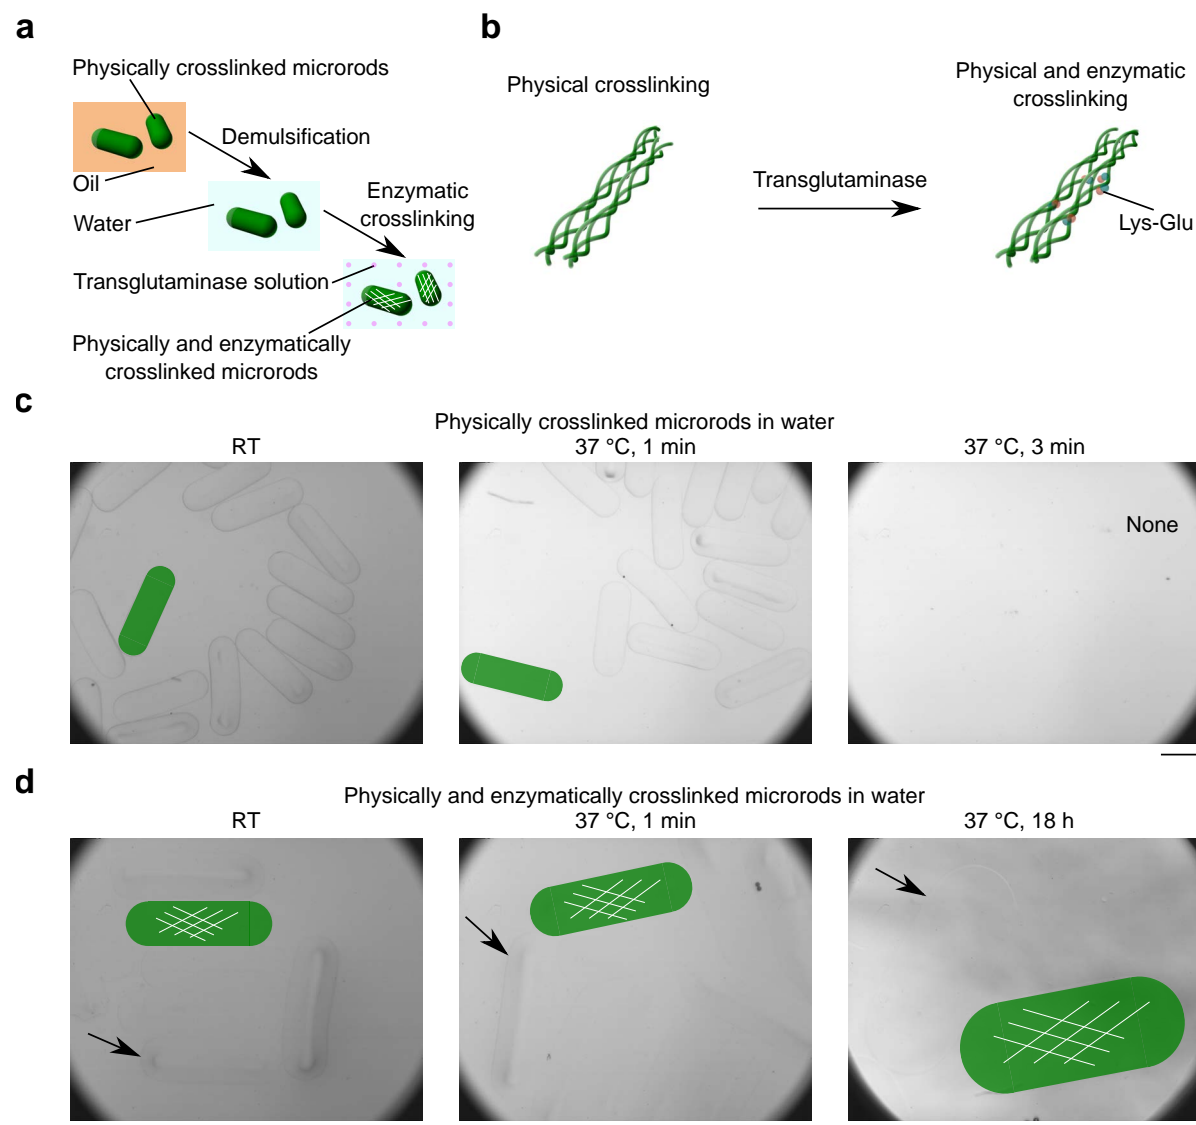 a
Physically crosslinked microrods
Demulsification
Oil
Enzymatic
crosslinking
Water
Transglutaminase solution
Physically and enzymatically
crosslinked microrods
b
Physical crosslinking
Physical and enzymatic
crosslinking
Transglutaminase
Lys-Glu
c
Physically crosslinked microrods in water
RT
37 °C, 1 min
37 °C, 3 min
None
d
Physically and enzymatically crosslinked microrods in water
RT
37 °C, 1 min
37 °C, 18 h